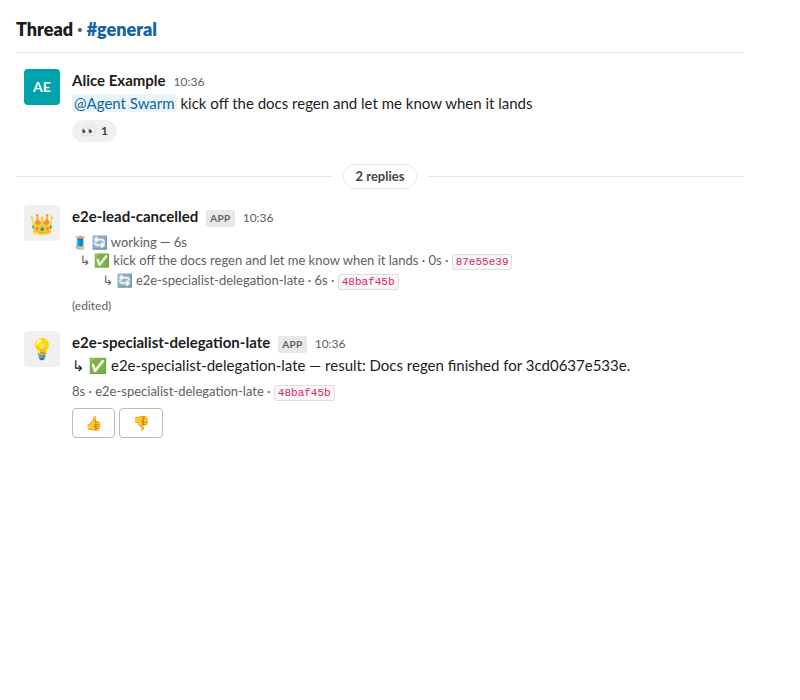 Thread • #general
AE
Alice Example 10:36
@Agent Swarm kick off the docs regen and let me know when it lands
👀 1
2 replies
e2e-lead-cancelled APP 10:36
🧵 🔄 working — 6s
↳ ✅ kick off the docs regen and let me know when it lands · 0s · 87e55e39
↳ 🔄 e2e-specialist-delegation-late · 6s · 48baf45b
(edited)
e2e-specialist-delegation-late APP 10:36
↳ ✅ e2e-specialist-delegation-late — result: Docs regen finished for 3cd0637e533e.
8s · e2e-specialist-delegation-late · 48baf45b
👍 👎